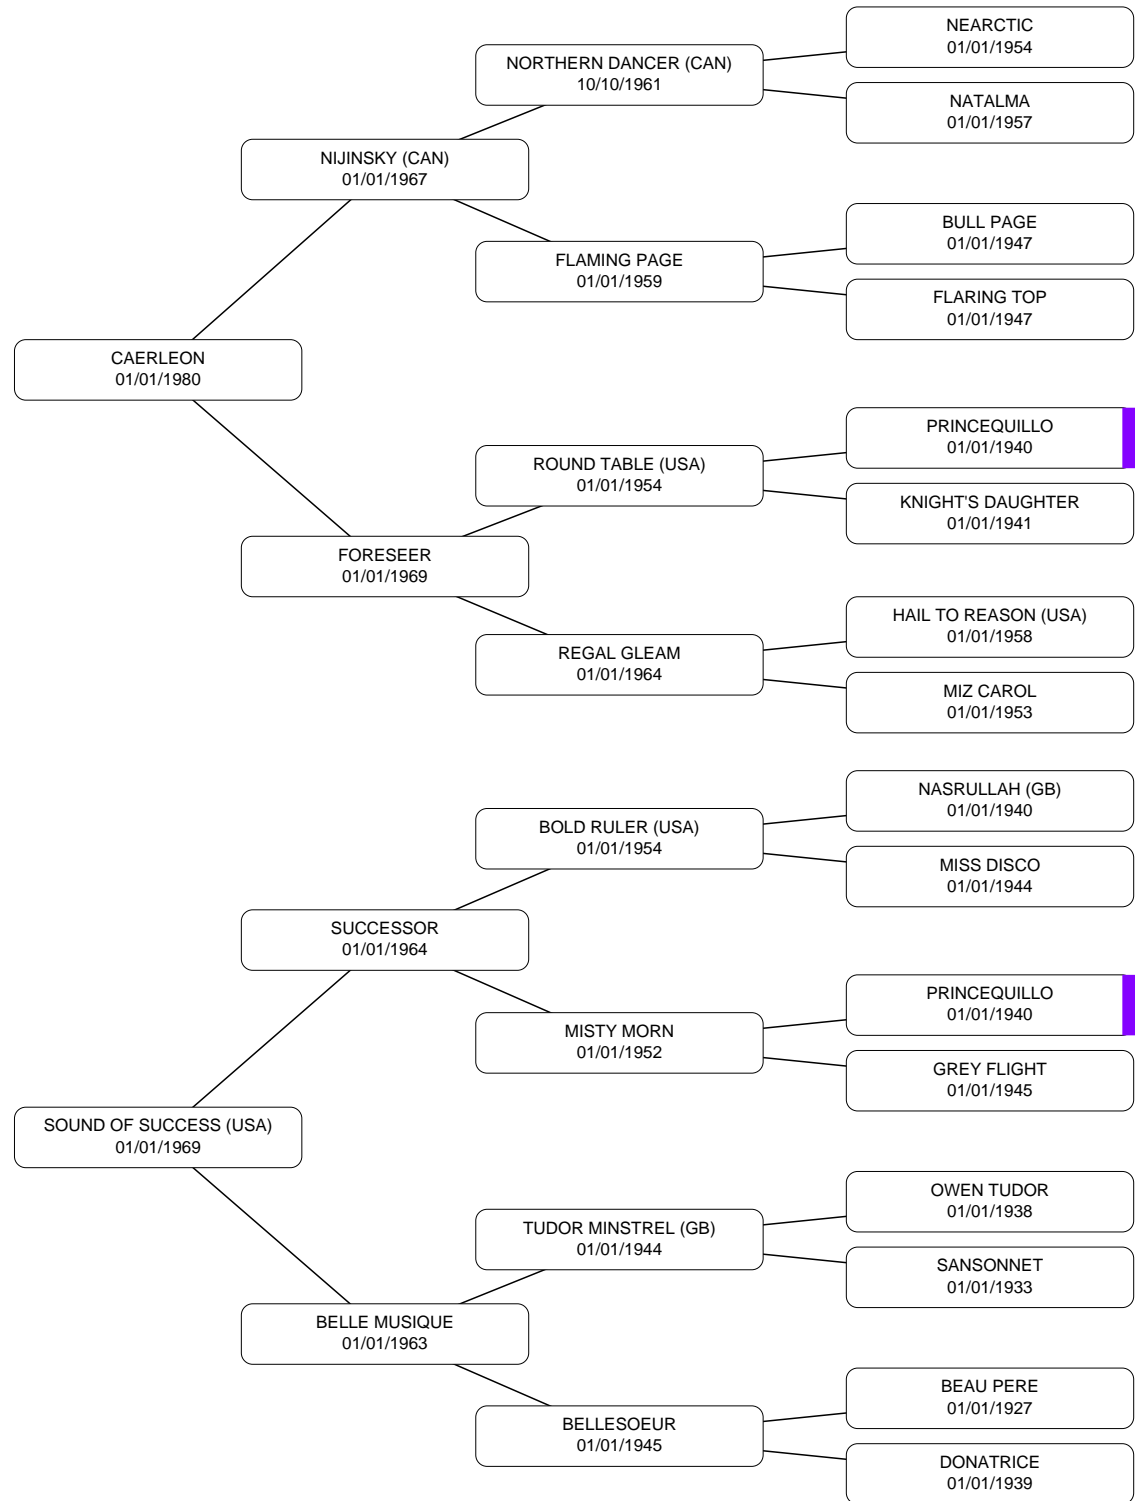 NEARCTIC
01/01/1954
NORTHERN DANCER (CAN)
10/10/1961
NATALMA
01/01/1957
NIJINSKY (CAN)
01/01/1967
BULL PAGE
01/01/1947
FLAMING PAGE
01/01/1959
FLARING TOP
01/01/1947
CAERLEON
01/01/1980
PRINCEQUILLO
01/01/1940
ROUND TABLE (USA)
01/01/1954
KNIGHT'S DAUGHTER
01/01/1941
FORESEER
01/01/1969
HAIL TO REASON (USA)
01/01/1958
REGAL GLEAM
01/01/1964
MIZ CAROL
01/01/1953
NASRULLAH (GB)
01/01/1940
BOLD RULER (USA)
01/01/1954
MISS DISCO
01/01/1944
SUCCESSOR
01/01/1964
PRINCEQUILLO
01/01/1940
MISTY MORN
01/01/1952
GREY FLIGHT
01/01/1945
SOUND OF SUCCESS (USA)
01/01/1969
OWEN TUDOR
01/01/1938
TUDOR MINSTREL (GB)
01/01/1944
SANSONNET
01/01/1933
BELLE MUSIQUE
01/01/1963
BEAU PERE
01/01/1927
BELLESOEUR
01/01/1945
DONATRICE
01/01/1939